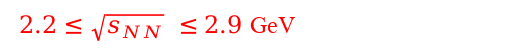 2.2 ≤ √s_NN ≤ 2.9 GeV